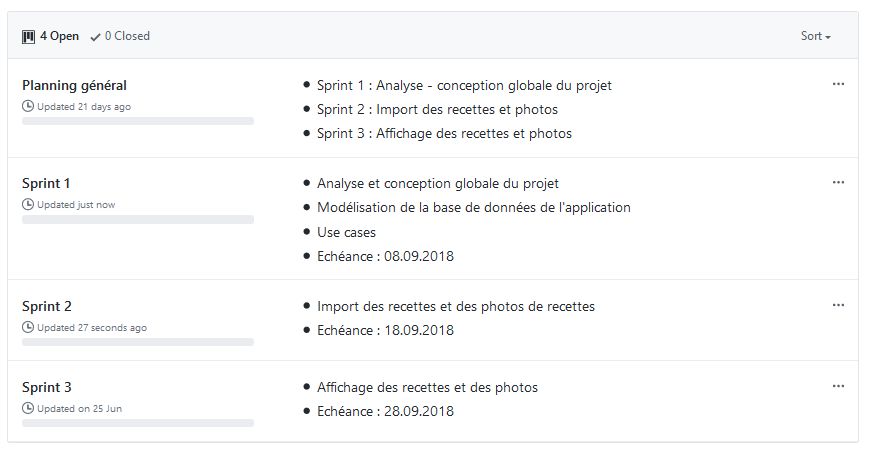 4 Open 0 Closed Sort
Planning général
Updated 21 days ago
Sprint 1 : Analyse - conception globale du projet
Sprint 2 : Import des recettes et photos
Sprint 3 : Affichage des recettes et photos
Sprint 1
Updated just now
Analyse et conception globale du projet
Modélisation de la base de données de l'application
Use cases
Echéance : 08.09.2018
Sprint 2
Updated 27 seconds ago
Import des recettes et des photos de recettes
Echéance : 18.09.2018
Sprint 3
Updated on 25 Jun
Affichage des recettes et des photos
Echéance : 28.09.2018